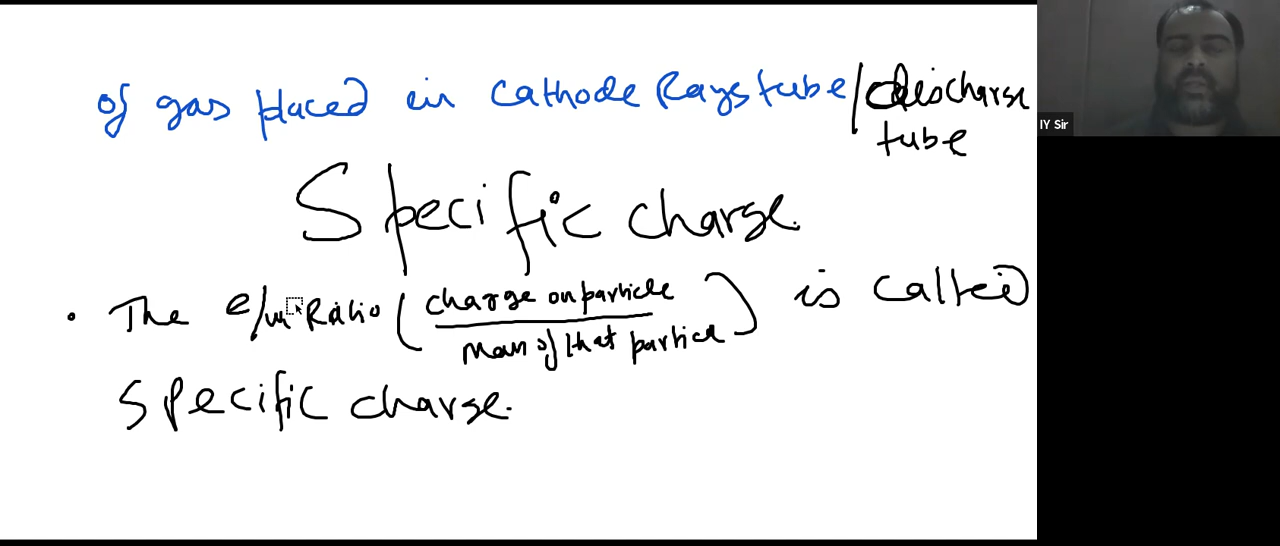 of gas placed in Cathode Rays tube/discharge
tube
IY Sir
Specific charge.
• The e/m Ratio ( charge on particle / Mass of that particle ) is called
Specific charge.